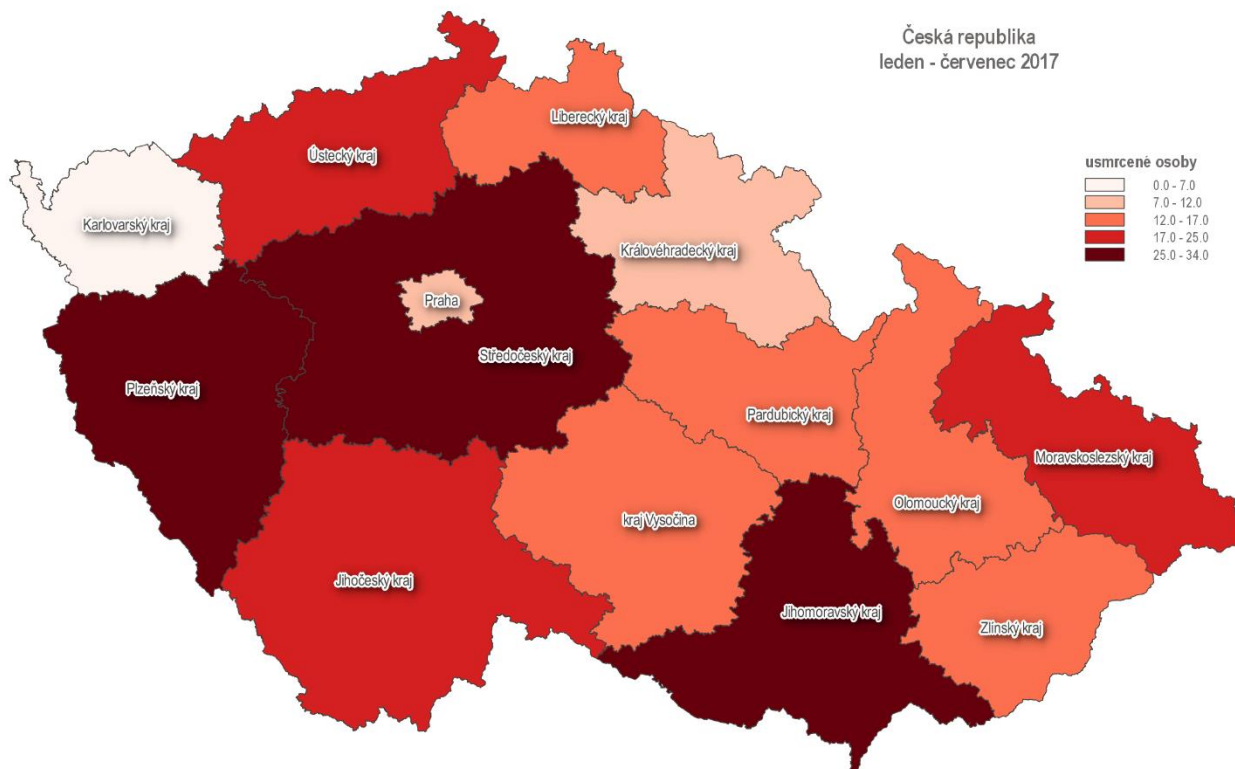 Česká republika
leden - červenec 2017
usmrcené osoby
0.0 - 7.0
7.0 - 12.0
12.0 - 17.0
17.0 - 25.0
25.0 - 34.0
Liberecký kraj
Ústecký kraj
Karlovarský kraj
Královéhradecký kraj
Praha
Středočeský kraj
Plzeňský kraj
Pardubický kraj
Moravskoslezský kraj
Olomoucký kraj
kraj Vysočina
Jihočeský kraj
Jihomoravský kraj
Zlínský kraj